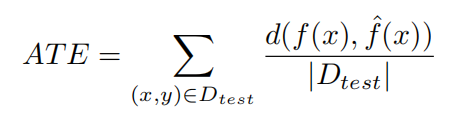 ATE = \sum_{(x,y) \in D_{test}} \frac{d(f(x), \hat{f}(x))}{|D_{test}|}